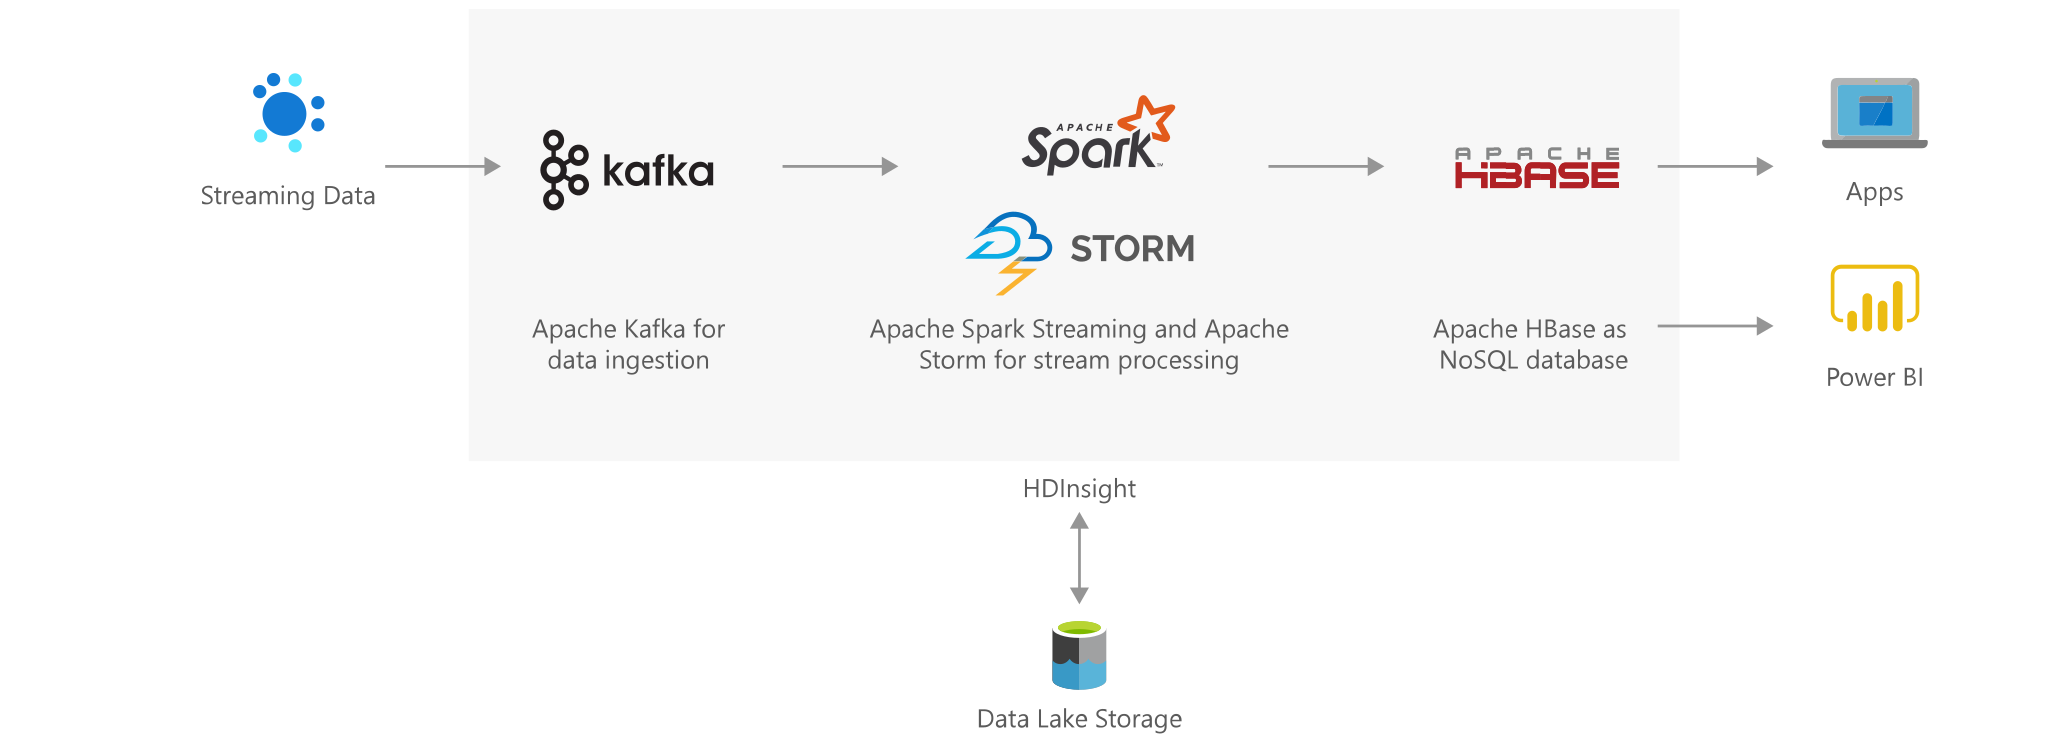 Streaming Data
kafka
Apache Kafka for
data ingestion
APACHE
Spark™
STORM
Apache Spark Streaming and Apache
Storm for stream processing
APACHE
HBASE
Apache HBase as
NoSQL database
Apps
Power BI
HDInsight
Data Lake Storage